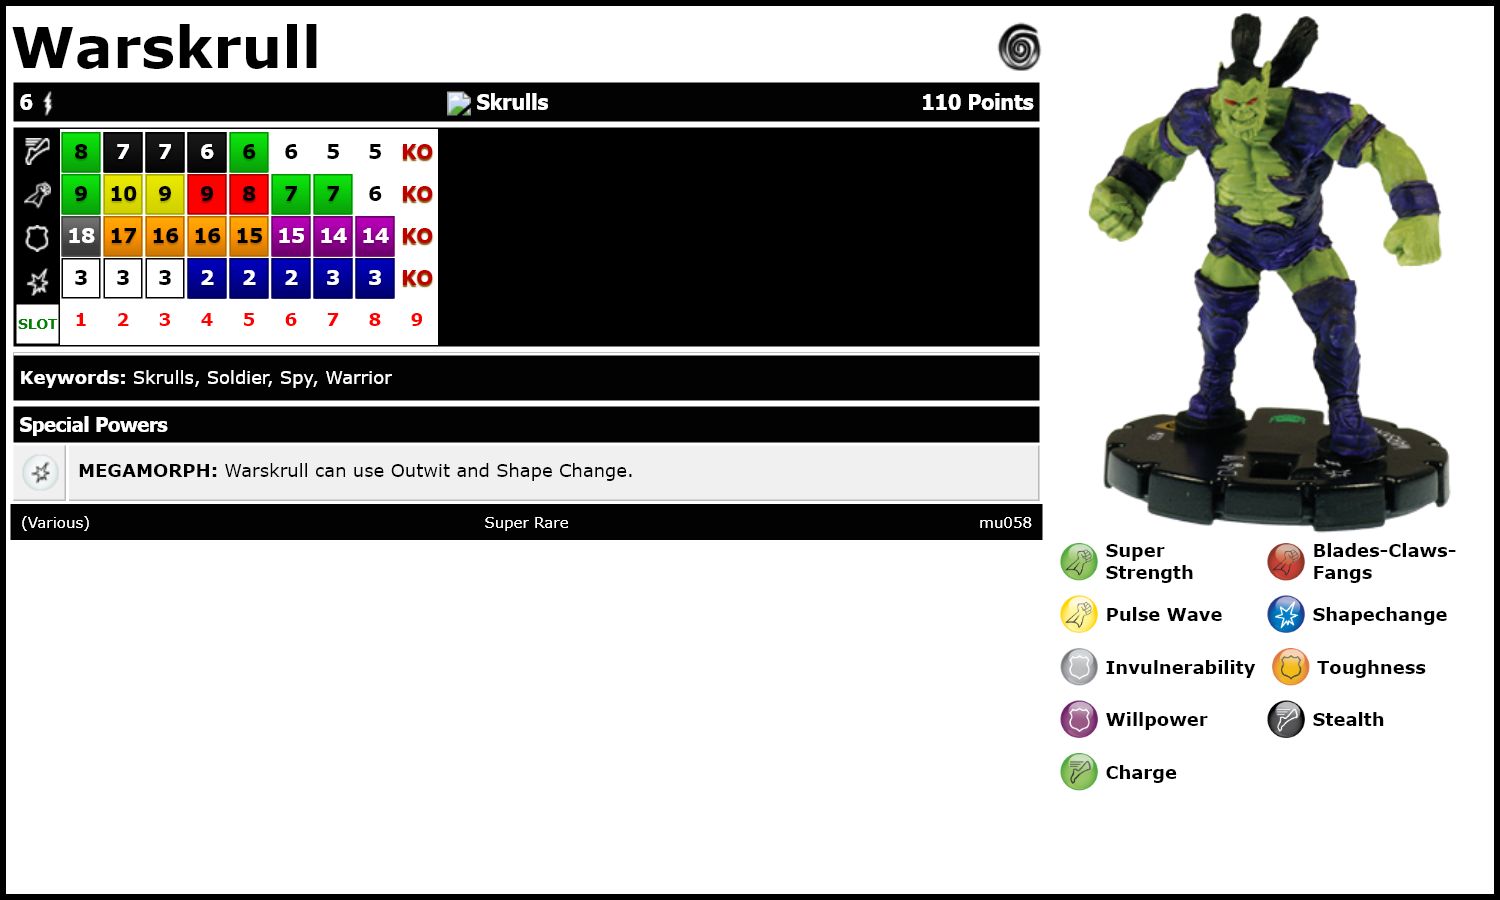 Warskrull
6 Skrulls 110 Points
8 7 7 6 6 6 5 5 KO
9 10 9 9 8 7 7 6 KO
18 17 16 16 15 15 14 14 KO
3 3 3 2 2 2 3 3 KO
SLOT 1 2 3 4 5 6 7 8 9
Keywords: Skrulls, Soldier, Spy, Warrior
Special Powers
MEGAMORPH: Warskrull can use Outwit and Shape Change.
(Various) Super Rare mu058
Super
Strength
Blades-Claws-
Fangs
Pulse Wave
Shapechange
Invulnerability
Toughness
Willpower
Stealth
Charge